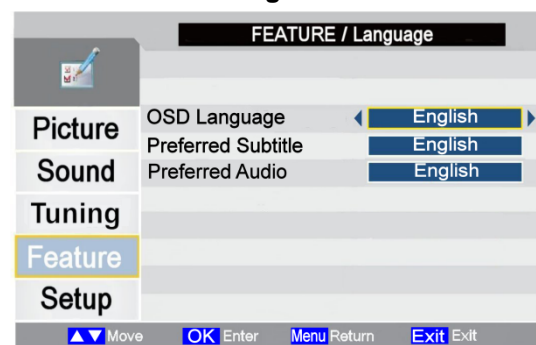 FEATURE / Language
OSD Language English
Preferred Subtitle English
Preferred Audio English
Picture
Sound
Tuning
Feature
Setup
▲▼ Move OK Enter Menu Return Exit Exit